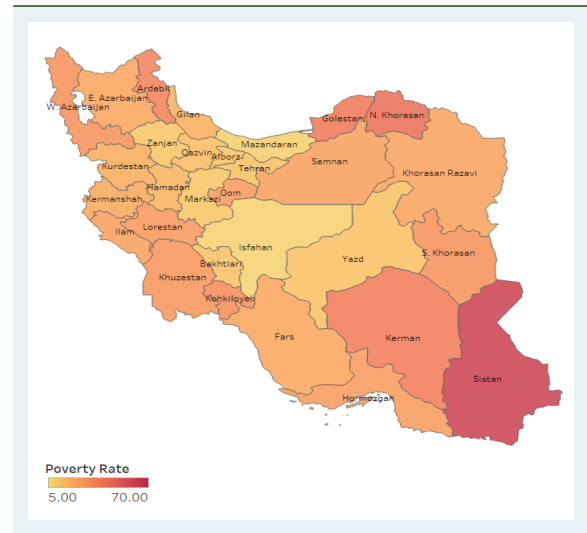 Ardebil
E. Azarbaijan
W. Azarbaijan
Gilan
Golestan
N. Khorasan
Zanjan
Mazandaran
Qazvin
Alborz
Semnan
Tehran
Kurdestan
Khorasan Razavi
Hamadan
Kermanshah
Markazi
Qom
Lorestan
Ilam
Isfahan
S. Khorasan
Yazd
Bakhtiari
Khuzestan
Kohkiloyeh
Fars
Kerman
Sistan
Hormozgan
Poverty Rate
5.00 70.00